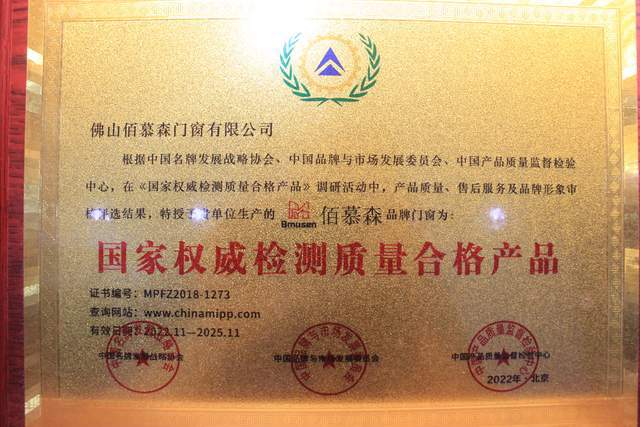 佛山佰慕森门窗有限公司
根据中国名牌发展战略协会、中国品牌与市场发展委员会、中国产品质量监督检验
中心，在《国家权威检测质量合格产品》调研活动中，产品质量、售后服务及品牌形象审
核评选结果，特授予贵单位生产的 Bmusen 佰慕森 品牌门窗为：
国家权威检测质量合格产品
证书编号：MPFZ2018-1273
查询网站：www.chinamipp.com
有效日期：2022.11—2025.11
中国名牌发展战略协会
中国品牌与市场发展委员会
中国产品质量监督检验中心
2022年·北京